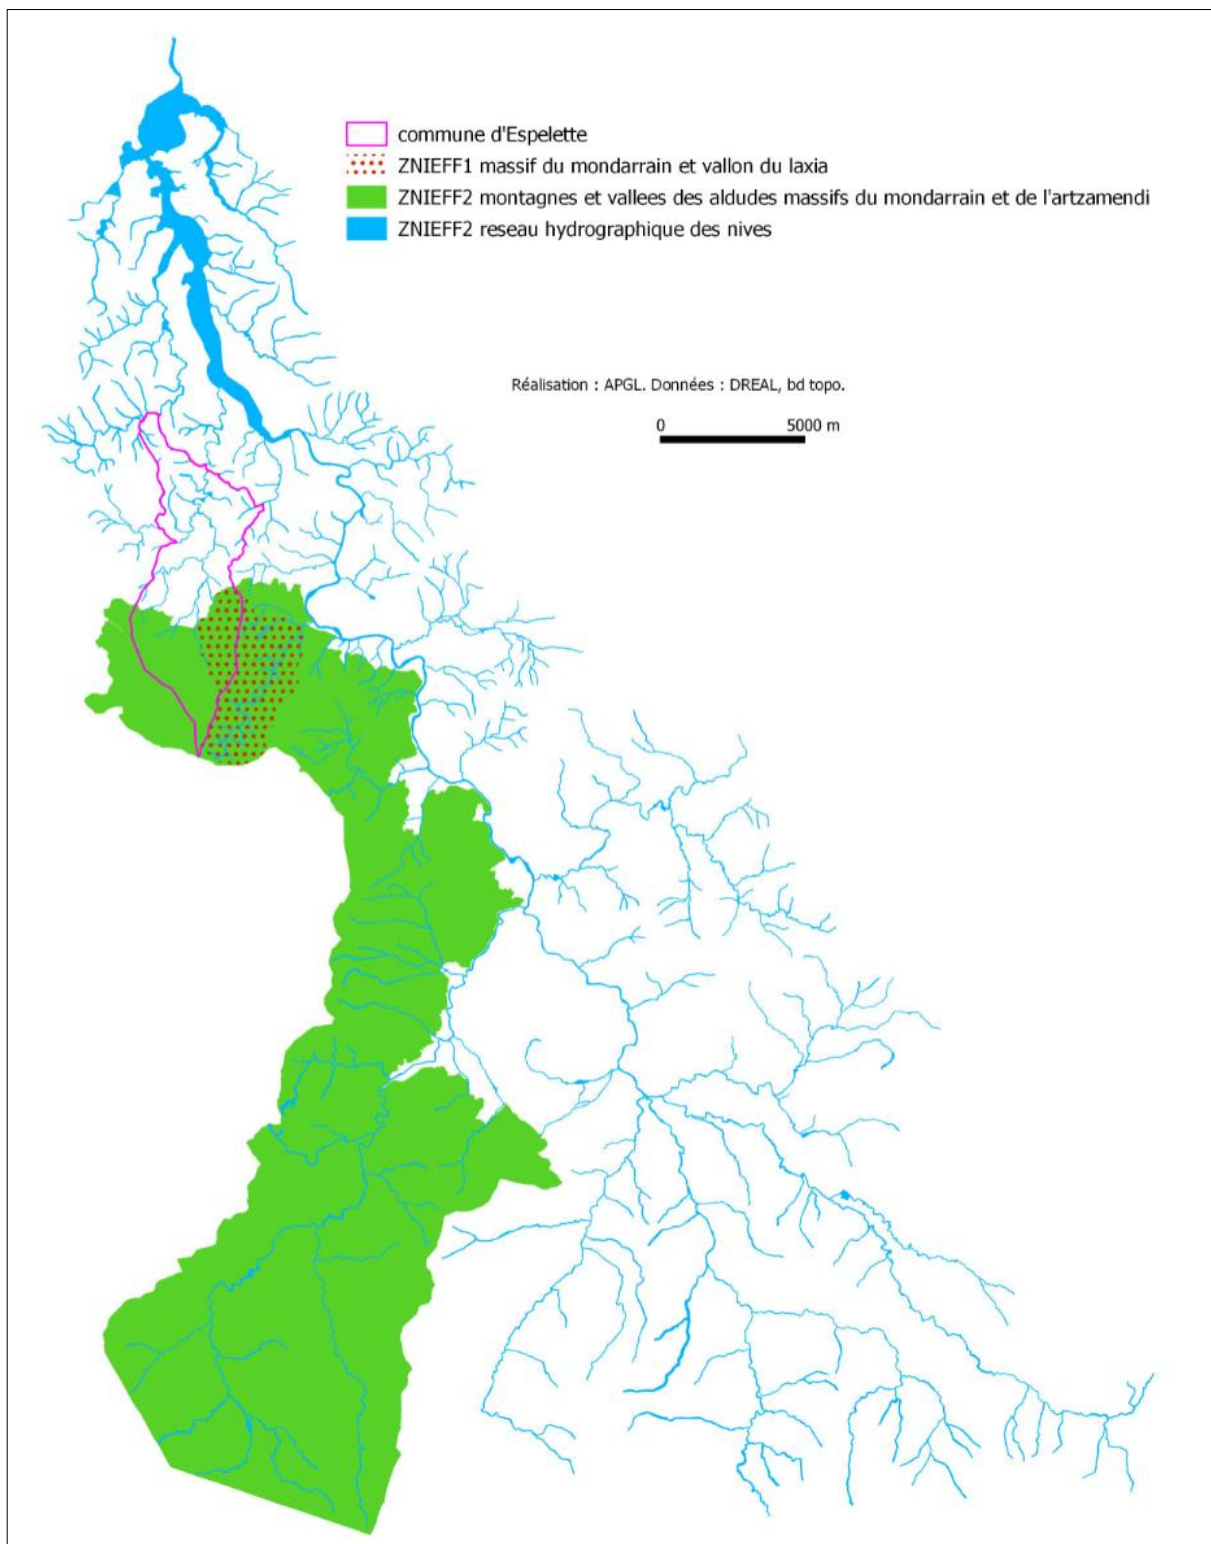 commune d'Espelette
ZNIEFF1 massif du mondarrain et vallon du laxia
ZNIEFF2 montagnes et vallees des aldudes massifs du mondarrain et de l'artzamendi
ZNIEFF2 reseau hydrographique des nives
Réalisation : APGL. Données : DREAL, bd topo.
0 5000 m